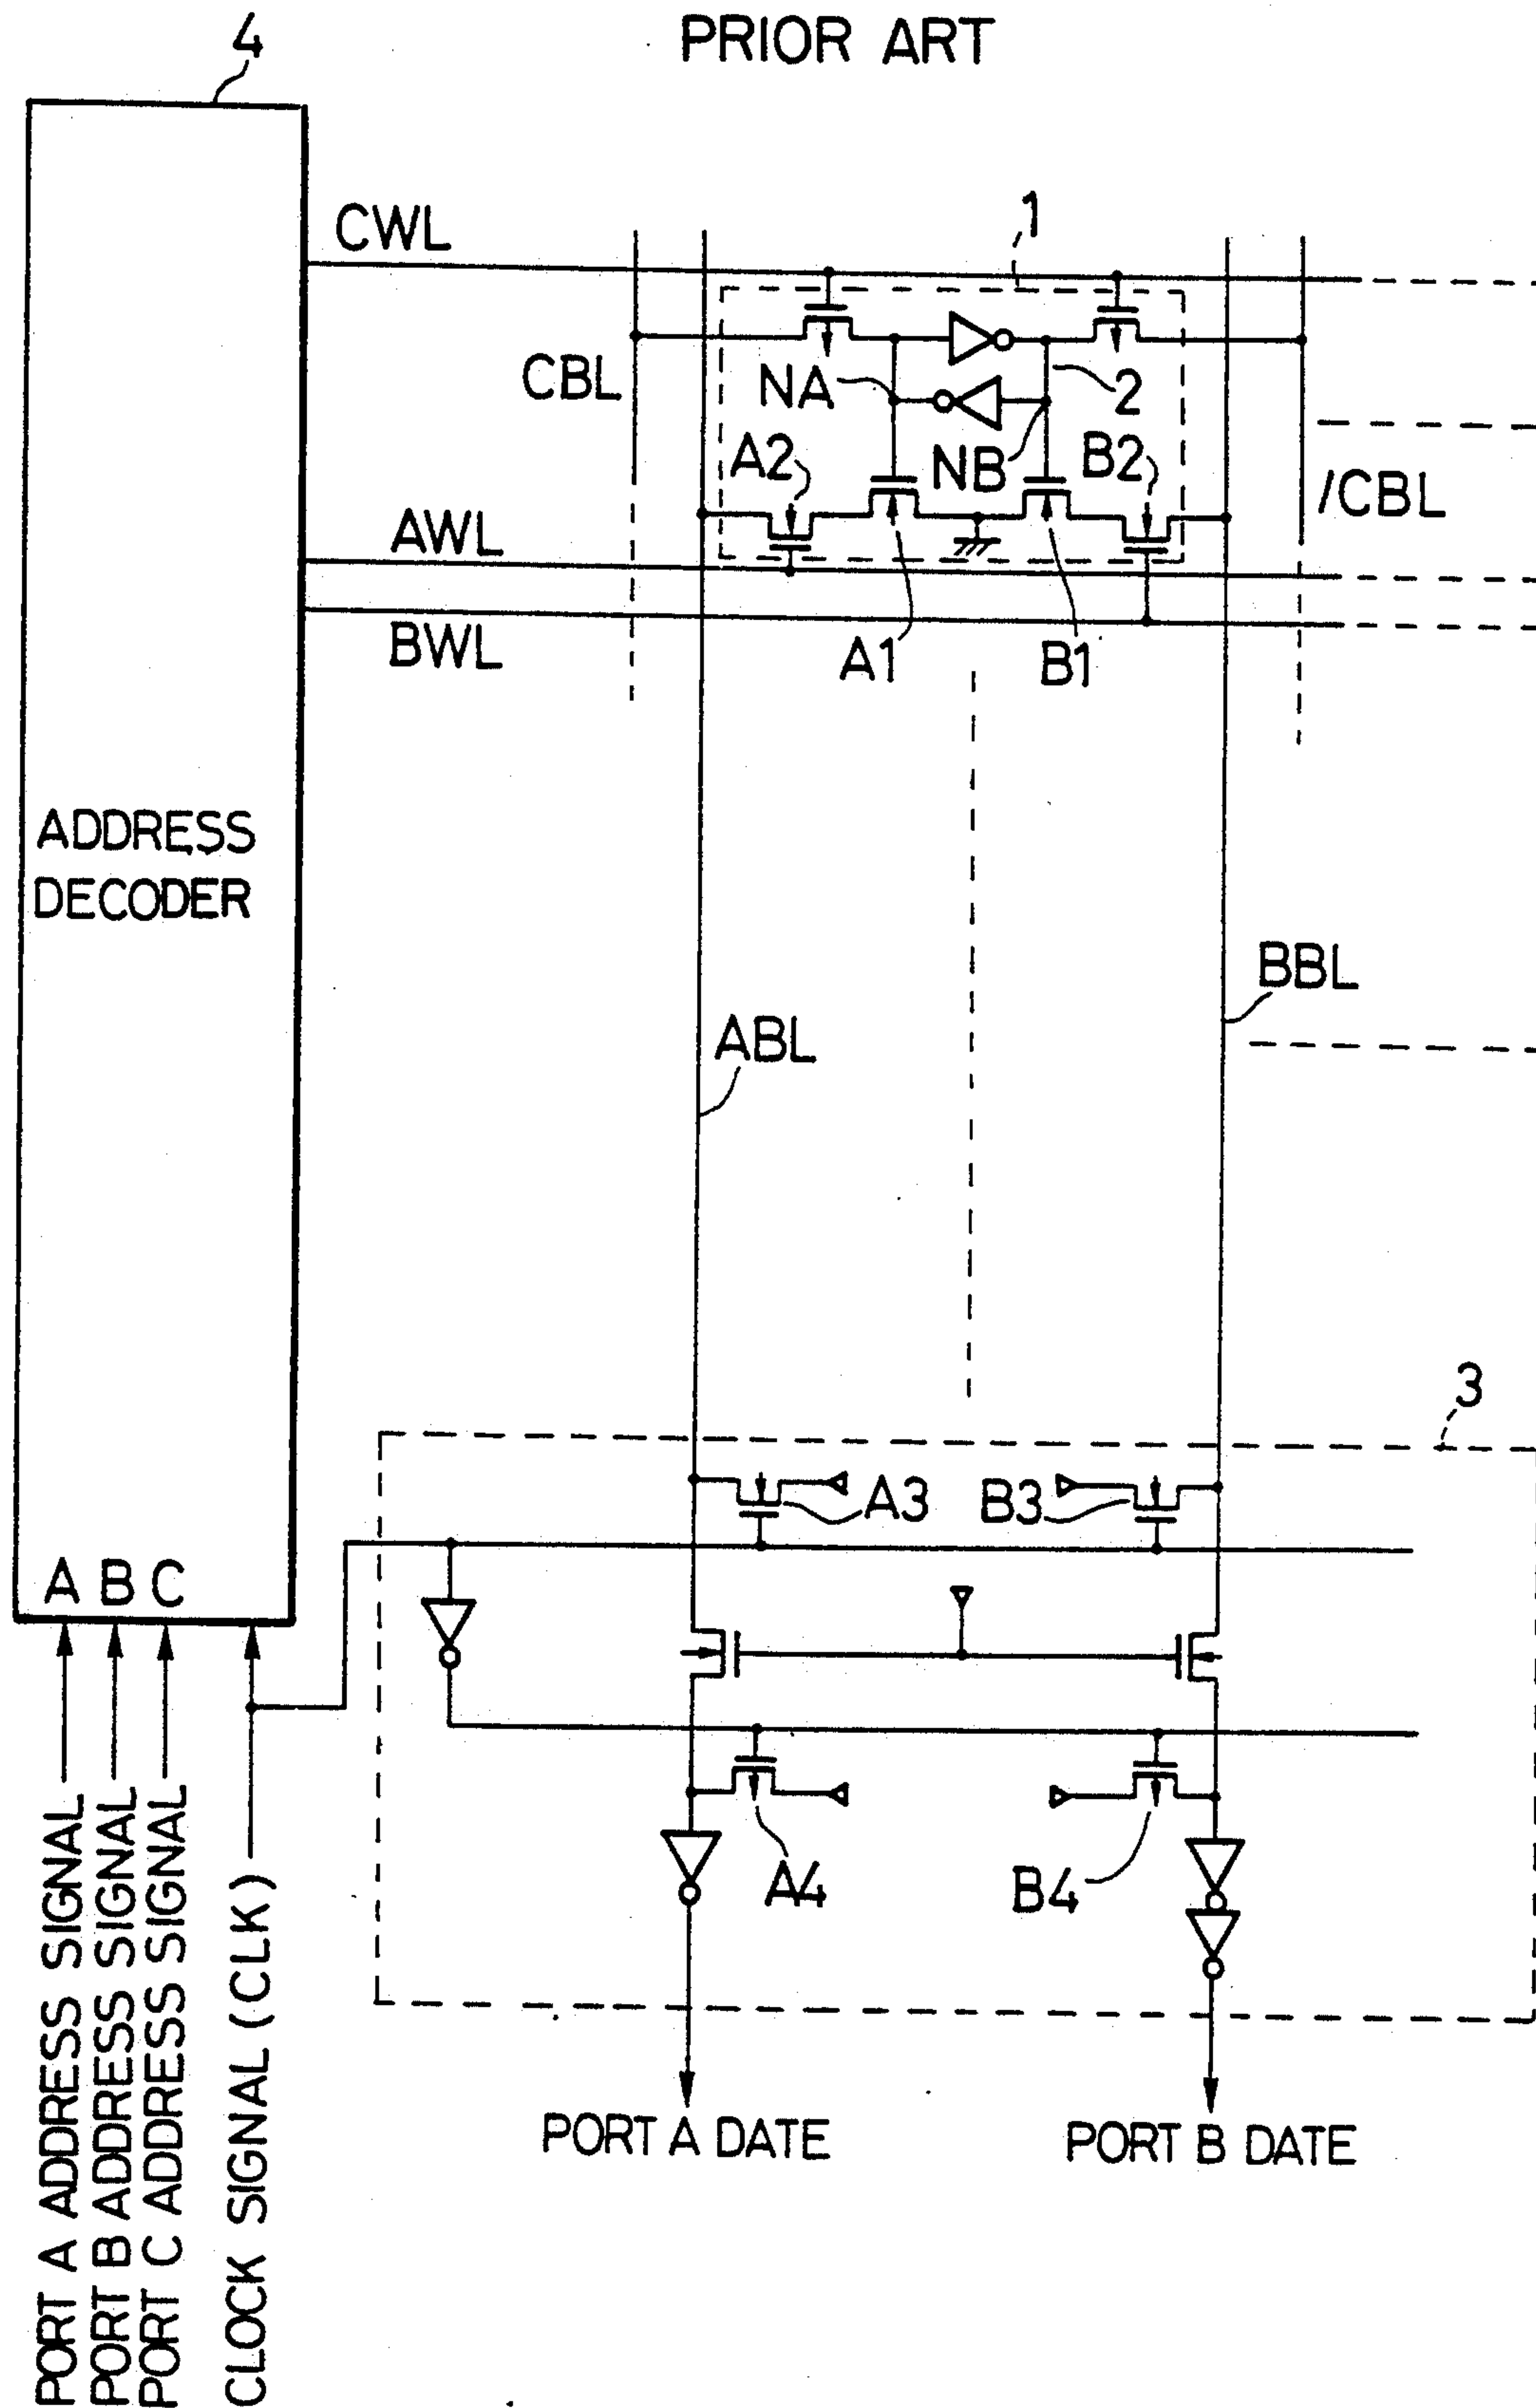 PRIOR ART
4
CWL
1
CBL
NA
2
A2
NB
B2
/CBL
AWL
BWL
A1
B1
ADDRESS
DECODER
BBL
ABL
3
A3
B3
A B C
A4
B4
PORT A DATE
PORT B DATE
PORT A ADDRESS SIGNAL
PORT B ADDRESS SIGNAL
PORT C ADDRESS SIGNAL
CLOCK SIGNAL (CLK)